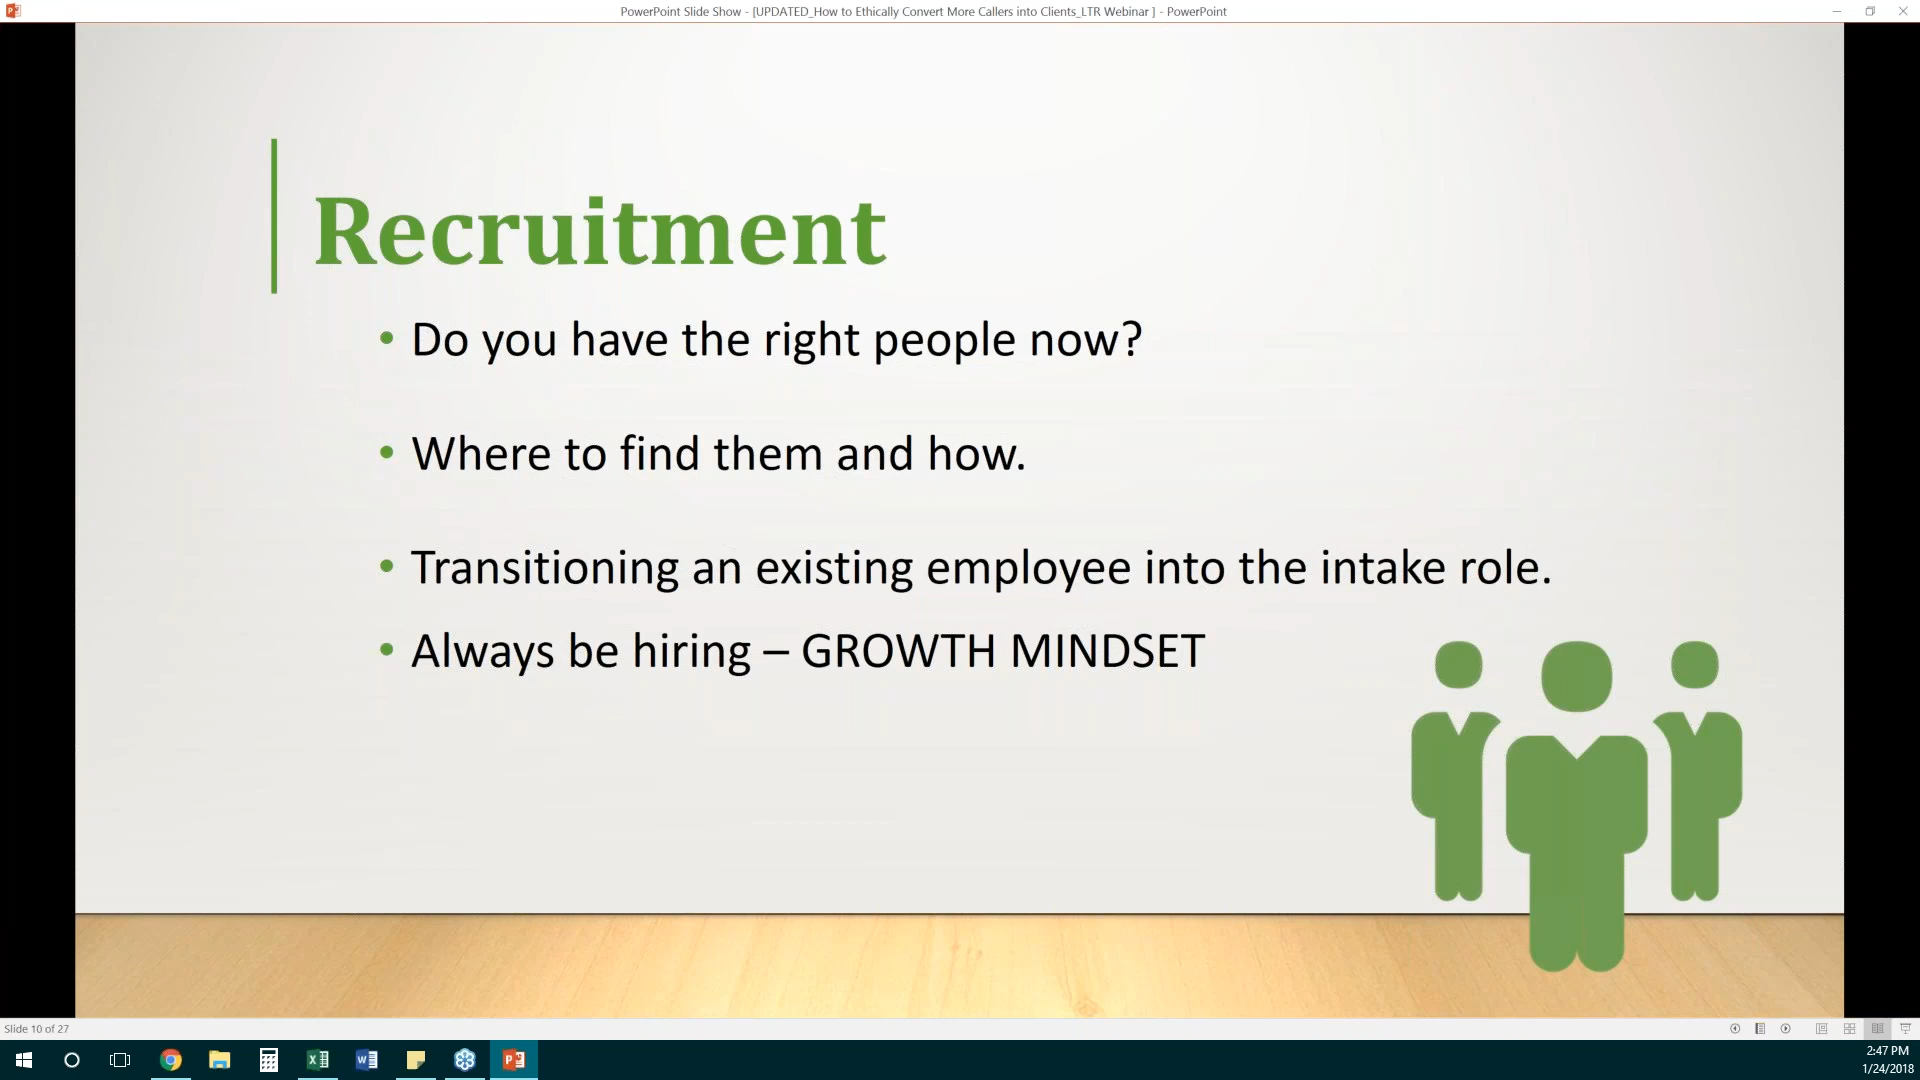 PowerPoint Slide Show - [UPDATED_How to Ethically Convert More Callers into Clients_LTR Webinar ] - PowerPoint
Recruitment
• Do you have the right people now?
• Where to find them and how.
• Transitioning an existing employee into the intake role.
• Always be hiring – GROWTH MINDSET
Slide 10 of 27
2:47 PM
1/24/2018